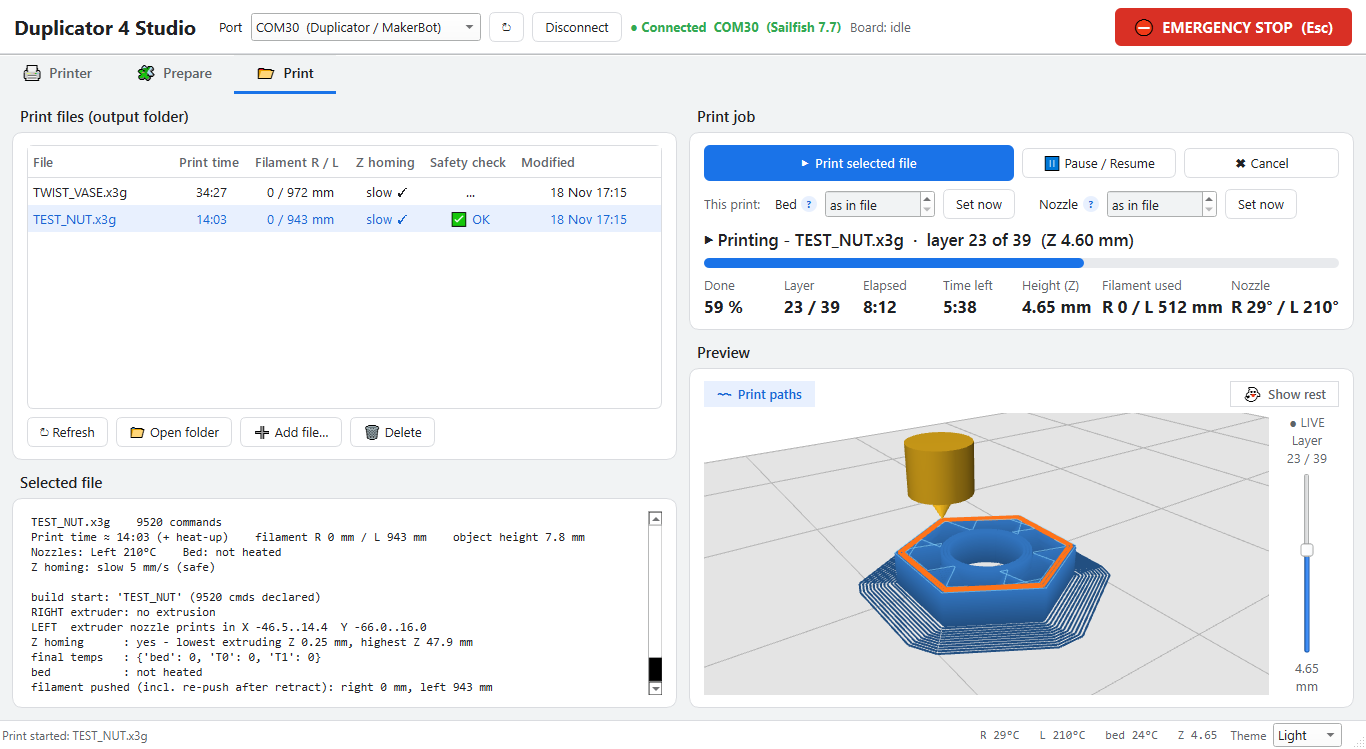 Duplicator 4 Studio Port COM30 (Duplicator / MakerBot) Disconnect ● Connected COM30 (Sailfish 7.7) Board: idle EMERGENCY STOP (Esc)
Printer Prepare Print
Print files (output folder)
File Print time Filament R / L Z homing Safety check Modified
TWIST_VASE.x3g 34:27 0 / 972 mm slow ✓ ... 18 Nov 17:15
TEST_NUT.x3g 14:03 0 / 943 mm slow ✓ ✅ OK 18 Nov 17:15
↻ Refresh Open folder Add file... Delete
Selected file
TEST_NUT.x3g 9520 commands
Print time ≈ 14:03 (+ heat-up) filament R 0 mm / L 943 mm object height 7.8 mm
Nozzles: Left 210°C Bed: not heated
Z homing: slow 5 mm/s (safe)
build start: 'TEST_NUT' (9520 cmds declared)
RIGHT extruder: no extrusion
LEFT extruder nozzle prints in X -46.5..14.4 Y -66.0..16.0
Z homing : yes - lowest extruding Z 0.25 mm, highest Z 47.9 mm
final temps : {'bed': 0, 'T0': 0, 'T1': 0}
bed : not heated
filament pushed (incl. re-push after retract): right 0 mm, left 943 mm
Print job
▶ Print selected file Pause / Resume ✖ Cancel
This print: Bed ? as in file Set now Nozzle ? as in file Set now
▶ Printing - TEST_NUT.x3g · layer 23 of 39 (Z 4.60 mm)
Done Layer Elapsed Time left Height (Z) Filament used Nozzle
59 % 23 / 39 8:12 5:38 4.65 mm R 0 / L 512 mm R 29° / L 210°
Preview
Print paths Show rest
● LIVE
Layer
23 / 39
4.65
mm
Print started: TEST_NUT.x3g R 29°C L 210°C bed 24°C Z 4.65 Theme Light